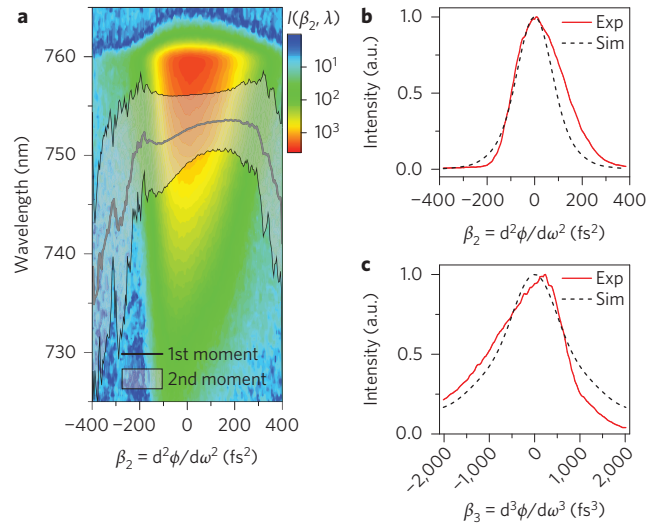 a
I(β₂, λ)
10¹
10²
10³
760
750
740
730
Wavelength (nm)
1st moment
2nd moment
−400 −200 0 200 400
β₂ = d²ϕ/dω² (fs²)
b
Exp
Sim
1.0
0.5
0.0
Intensity (a.u.)
−400 −200 0 200 400
β₂ = d²ϕ/dω² (fs²)
c
Exp
Sim
1.0
0.5
0.0
Intensity (a.u.)
−2,000 −1,000 0 1,000 2,000
β₃ = d³ϕ/dω³ (fs³)